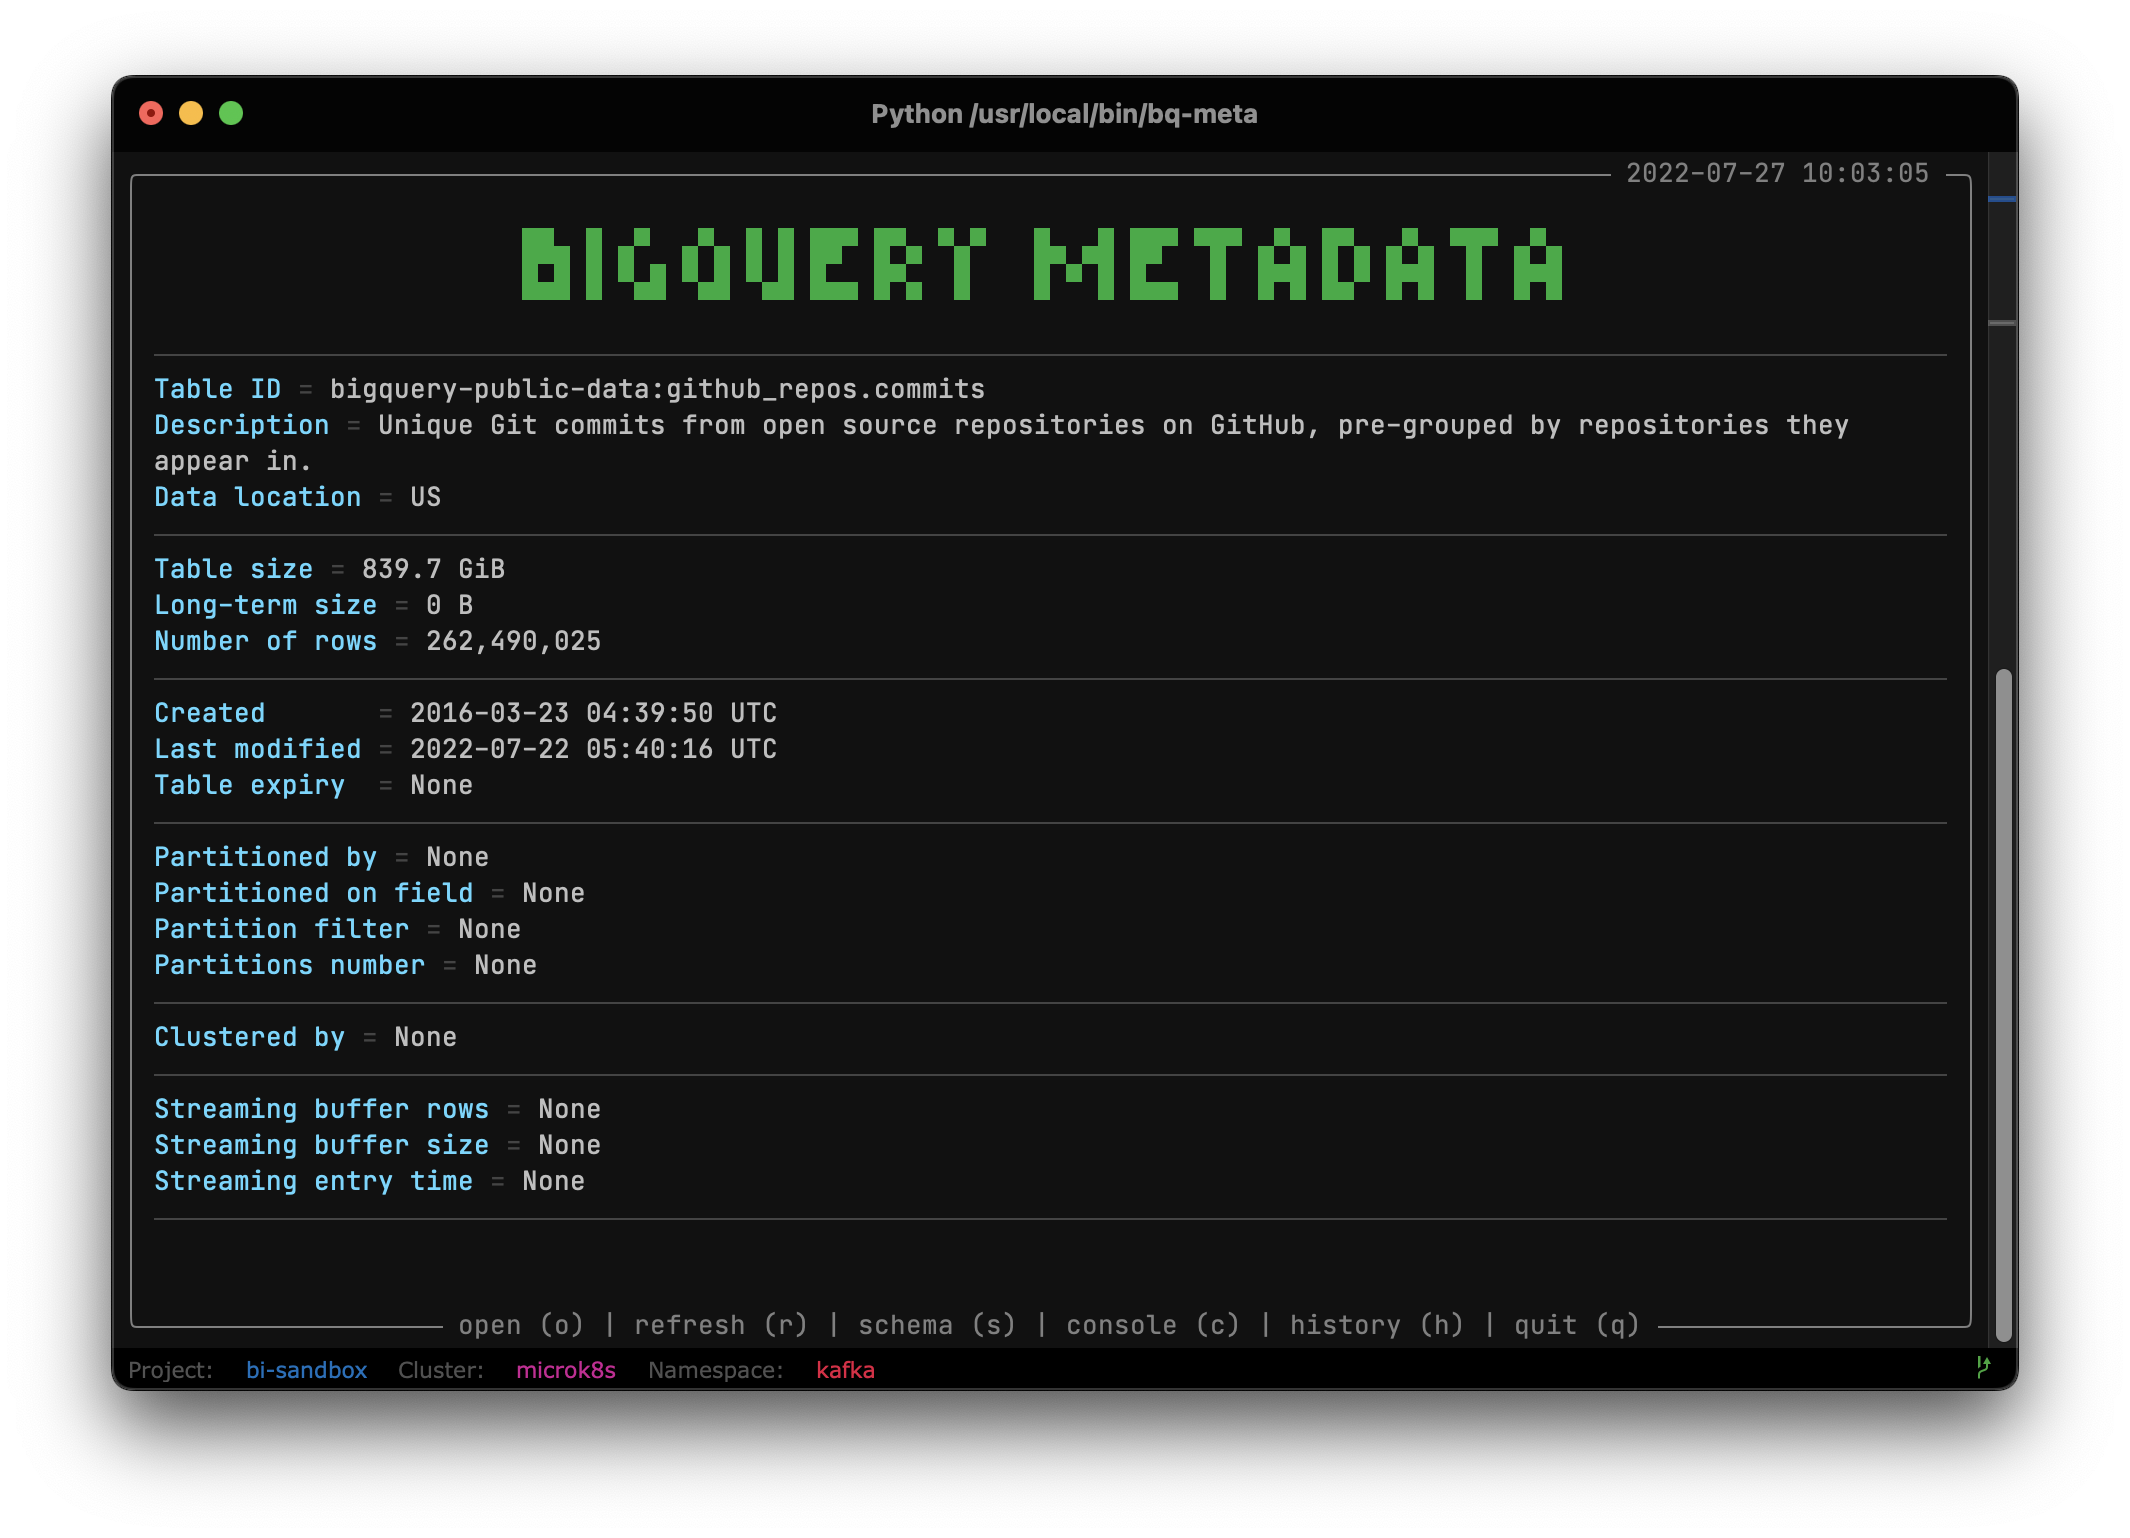 Python /usr/local/bin/bq-meta
2022-07-27 10:03:05
BIGQUERY METADATA
Table ID = bigquery-public-data:github_repos.commits
Description = Unique Git commits from open source repositories on GitHub, pre-grouped by repositories they
appear in.
Data location = US
Table size = 839.7 GiB
Long-term size = 0 B
Number of rows = 262,490,025
Created = 2016-03-23 04:39:50 UTC
Last modified = 2022-07-22 05:40:16 UTC
Table expiry = None
Partitioned by = None
Partitioned on field = None
Partition filter = None
Partitions number = None
Clustered by = None
Streaming buffer rows = None
Streaming buffer size = None
Streaming entry time = None
open (o) | refresh (r) | schema (s) | console (c) | history (h) | quit (q)
Project: bi-sandbox Cluster: microk8s Namespace: kafka